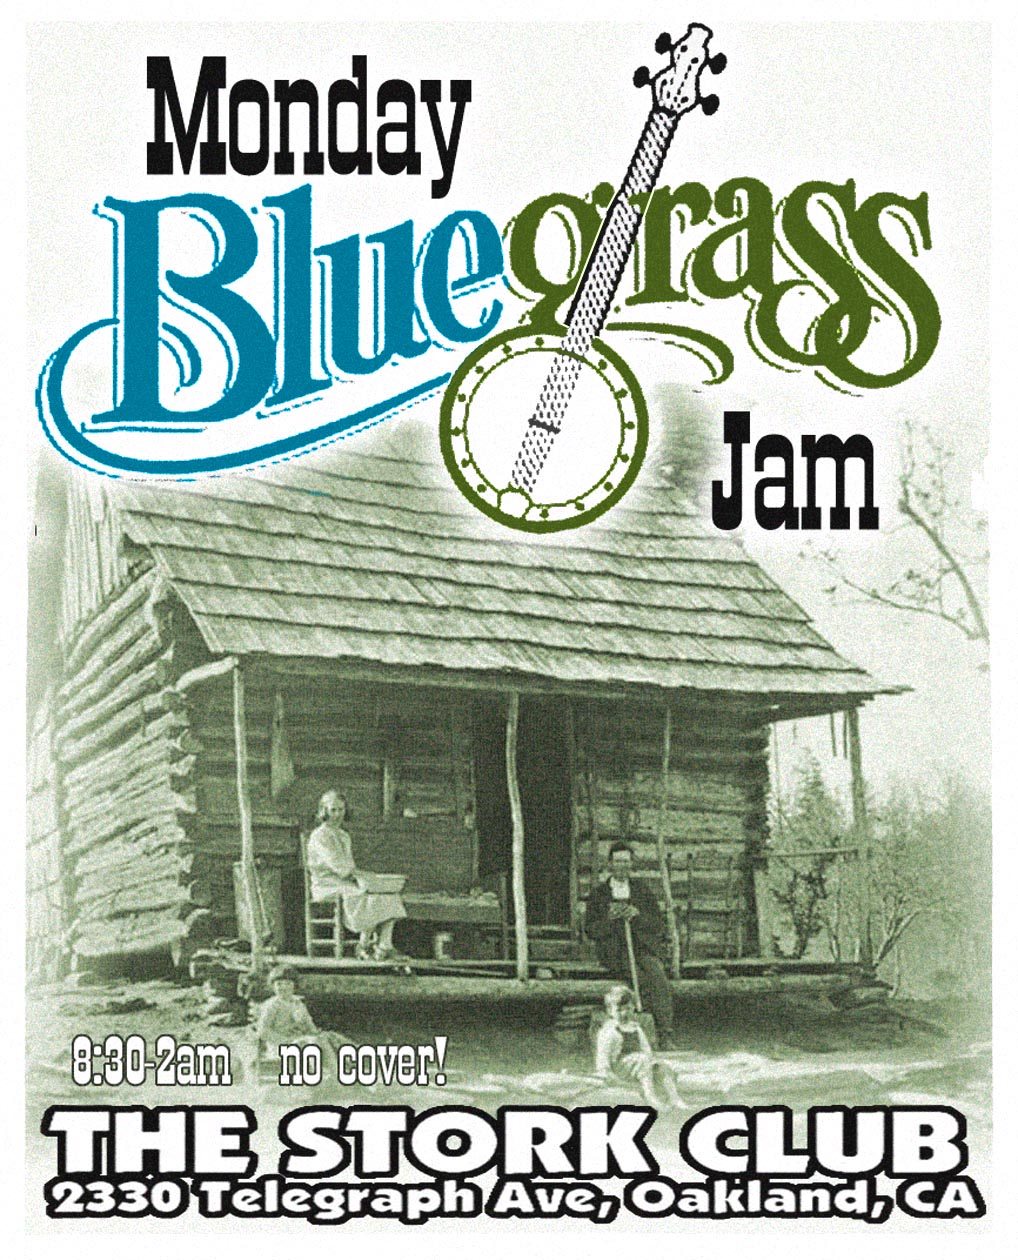 Monday
Bluegrass
Jam
8:30-2am no cover!
THE STORK CLUB
2330 Telegraph Ave, Oakland, CA